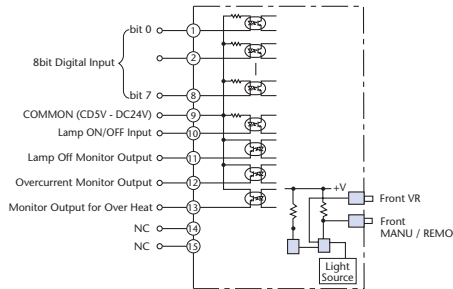 bit 0
1
2
8bit Digital Input
bit 7
8
COMMON (CD5V - DC24V)
9
Lamp ON/OFF Input
10
Lamp Off Monitor Output
11
Overcurrent Monitor Output
12
Monitor Output for Over Heat
13
NC
14
NC
15
+V
Front VR
Front
MANU / REMO
Light
Source